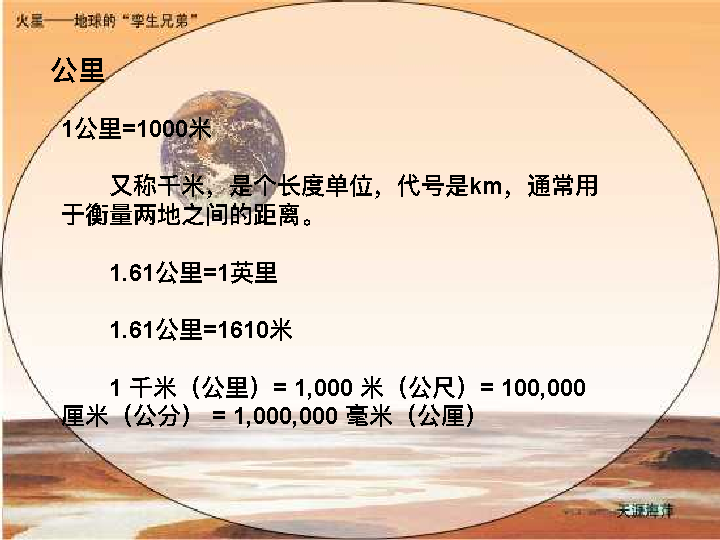 火星——地球的“孪生兄弟”
公里
1公里=1000米
又称千米，是个长度单位，代号是km，通常用
于衡量两地之间的距离。
1.61公里=1英里
1.61公里=1610米
1 千米（公里）= 1,000 米（公尺）= 100,000
厘米（公分） = 1,000,000 毫米（公厘）
天涯海洋